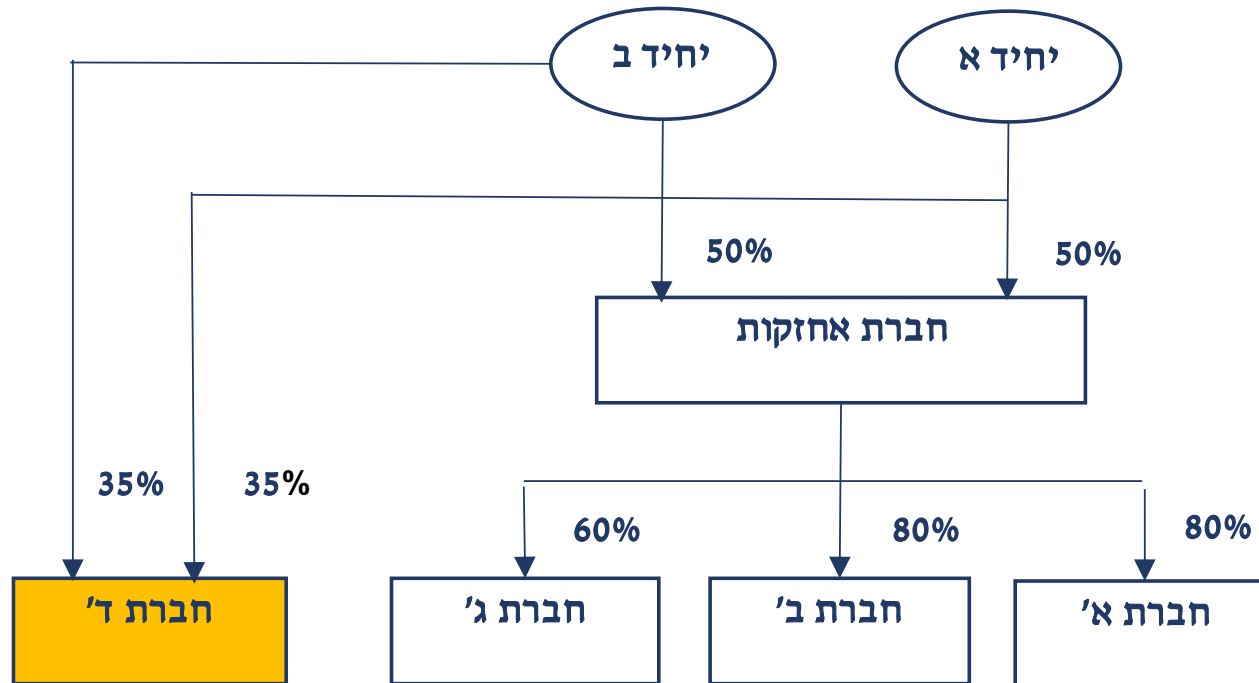 יחיד א
יחיד ב
50%
50%
חברת אחזקות
35%
35%
80%
80%
60%
חברת א'
חברת ב'
חברת ג'
חברת ד'